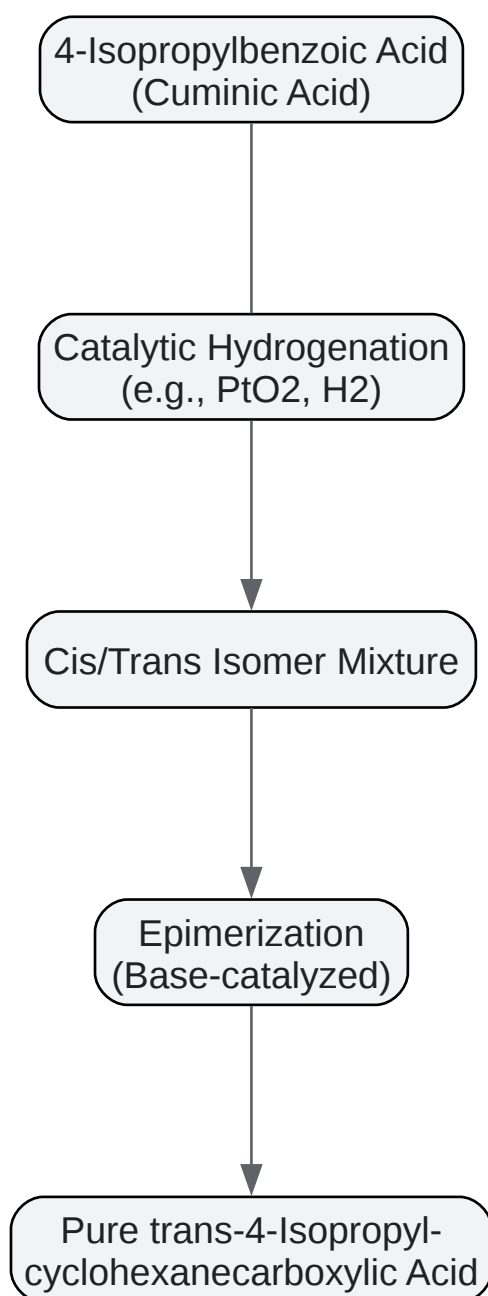 4-Isopropylbenzoic Acid
(Cuminic Acid)
Catalytic Hydrogenation
(e.g., PtO2, H2)
Cis/Trans Isomer Mixture
Epimerization
(Base-catalyzed)
Pure trans-4-Isopropyl-
cyclohexanecarboxylic Acid